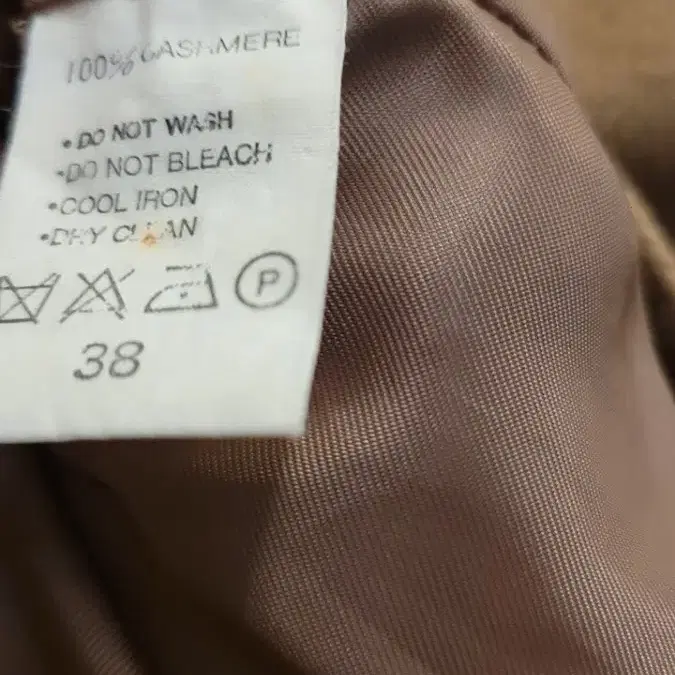 100% CASHMERE
•DO NOT WASH
•DO NOT BLEACH
•COOL IRON
•DRY CLEAN
P
38